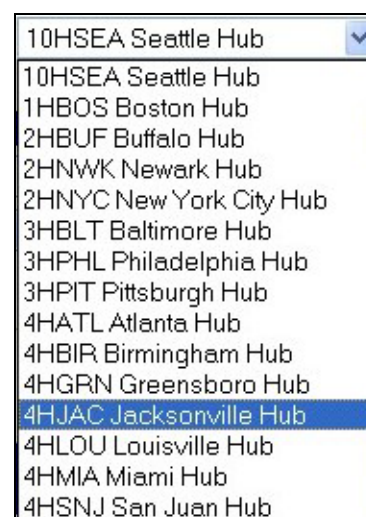 10HSEA Seattle Hub
10HSEA Seattle Hub
1HBOS Boston Hub
2HBUF Buffalo Hub
2HNWK Newark Hub
2HNYC New York City Hub
3HBLT Baltimore Hub
3HPHL Philadelphia Hub
3HPIT Pittsburgh Hub
4HATL Atlanta Hub
4HBIR Birmingham Hub
4HGRN Greensboro Hub
4HJAC Jacksonville Hub
4HLOU Louisville Hub
4HMIA Miami Hub
4HSNJ San Juan Hub